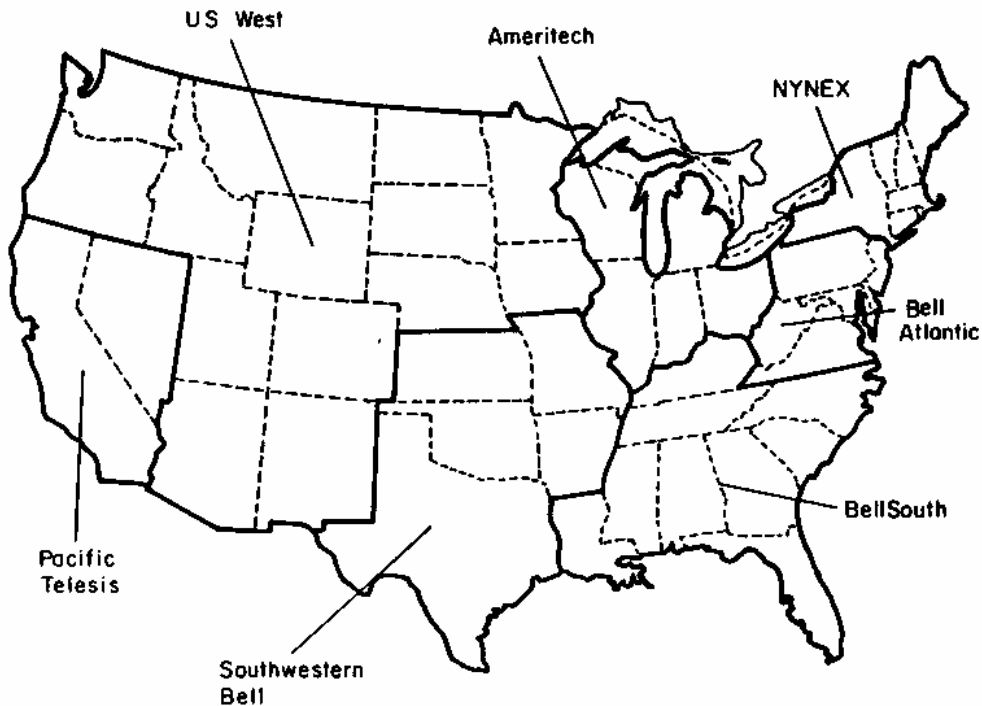 US West
Ameritech
NYNEX
Bell
Atlantic
BellSouth
Pacific
Telesis
Southwestern
Bell